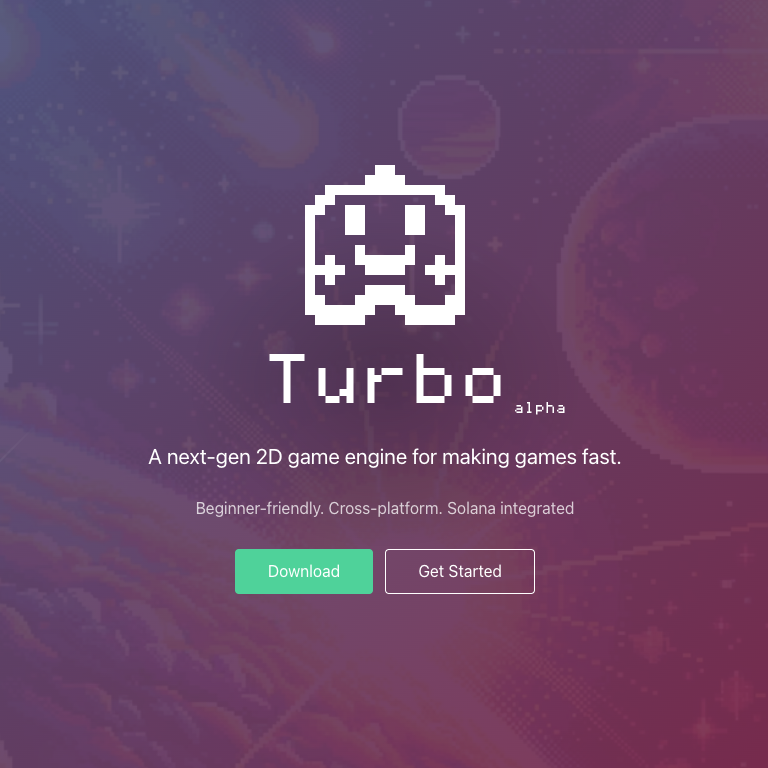 Turbo
alpha
A next-gen 2D game engine for making games fast.
Beginner-friendly. Cross-platform. Solana integrated
Download
Get Started